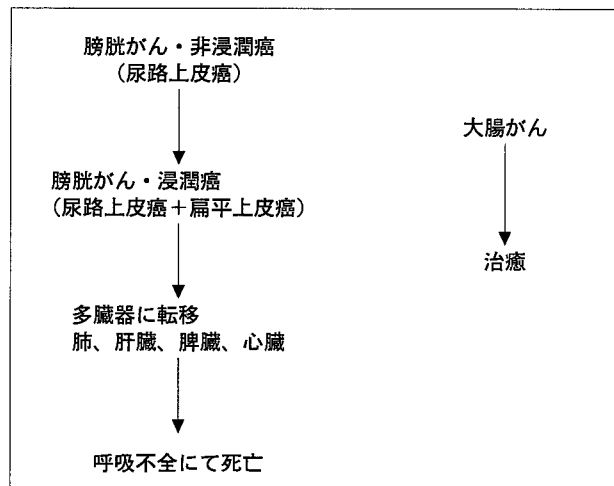 膀胱がん・非浸潤癌
（尿路上皮癌）
膀胱がん・浸潤癌
（尿路上皮癌＋扁平上皮癌）
多臓器に転移
肺、肝臓、脾臓、心臓
呼吸不全にて死亡
大腸がん
治癒